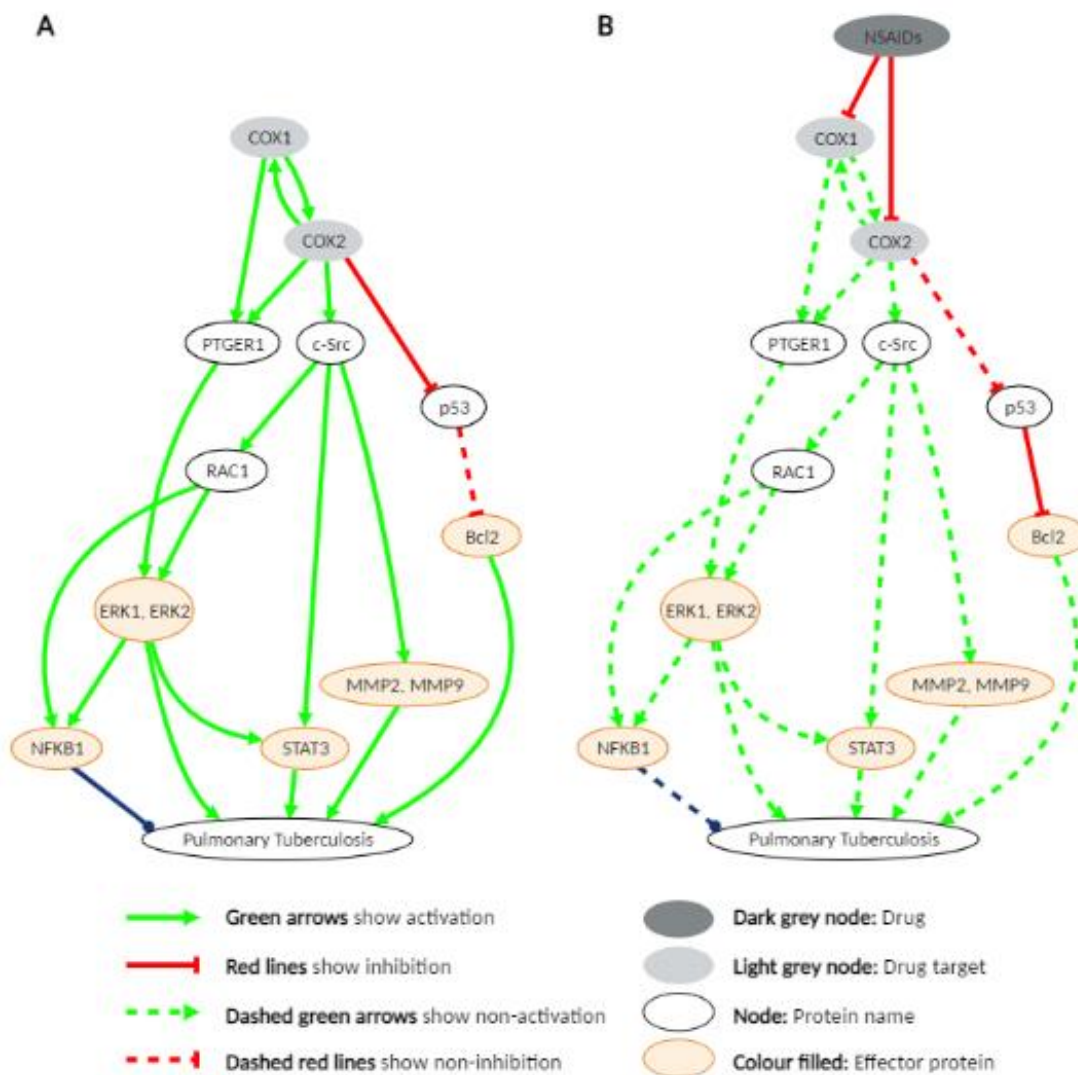 A
COX1
COX2
PTGER1
c-Src
p53
RAC1
Bcl2
ERK1, ERK2
MMP2, MMP9
NFKB1
STAT3
Pulmonary Tuberculosis
B
NSAIDs
COX1
COX2
PTGER1
c-Src
p53
RAC1
Bcl2
ERK1, ERK2
MMP2, MMP9
NFKB1
STAT3
Pulmonary Tuberculosis
Green arrows show activation
Red lines show inhibition
Dashed green arrows show non-activation
Dashed red lines show non-inhibition
Dark grey node: Drug
Light grey node: Drug target
Node: Protein name
Colour filled: Effector protein